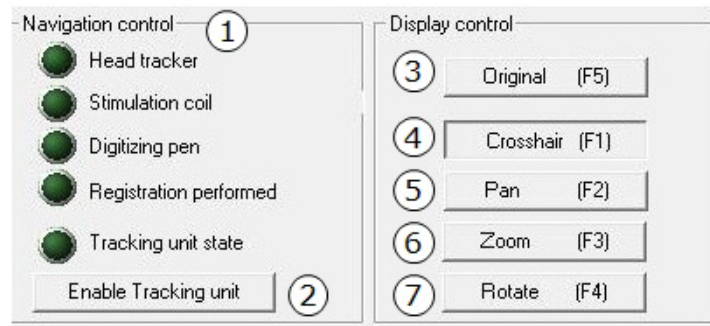 Navigation control
①
Head tracker
Stimulation coil
Digitizing pen
Registration performed
Tracking unit state
Enable Tracking unit
②
Display control
③
Original (F5)
④
Crosshair (F1)
⑤
Pan (F2)
⑥
Zoom (F3)
⑦
Rotate (F4)